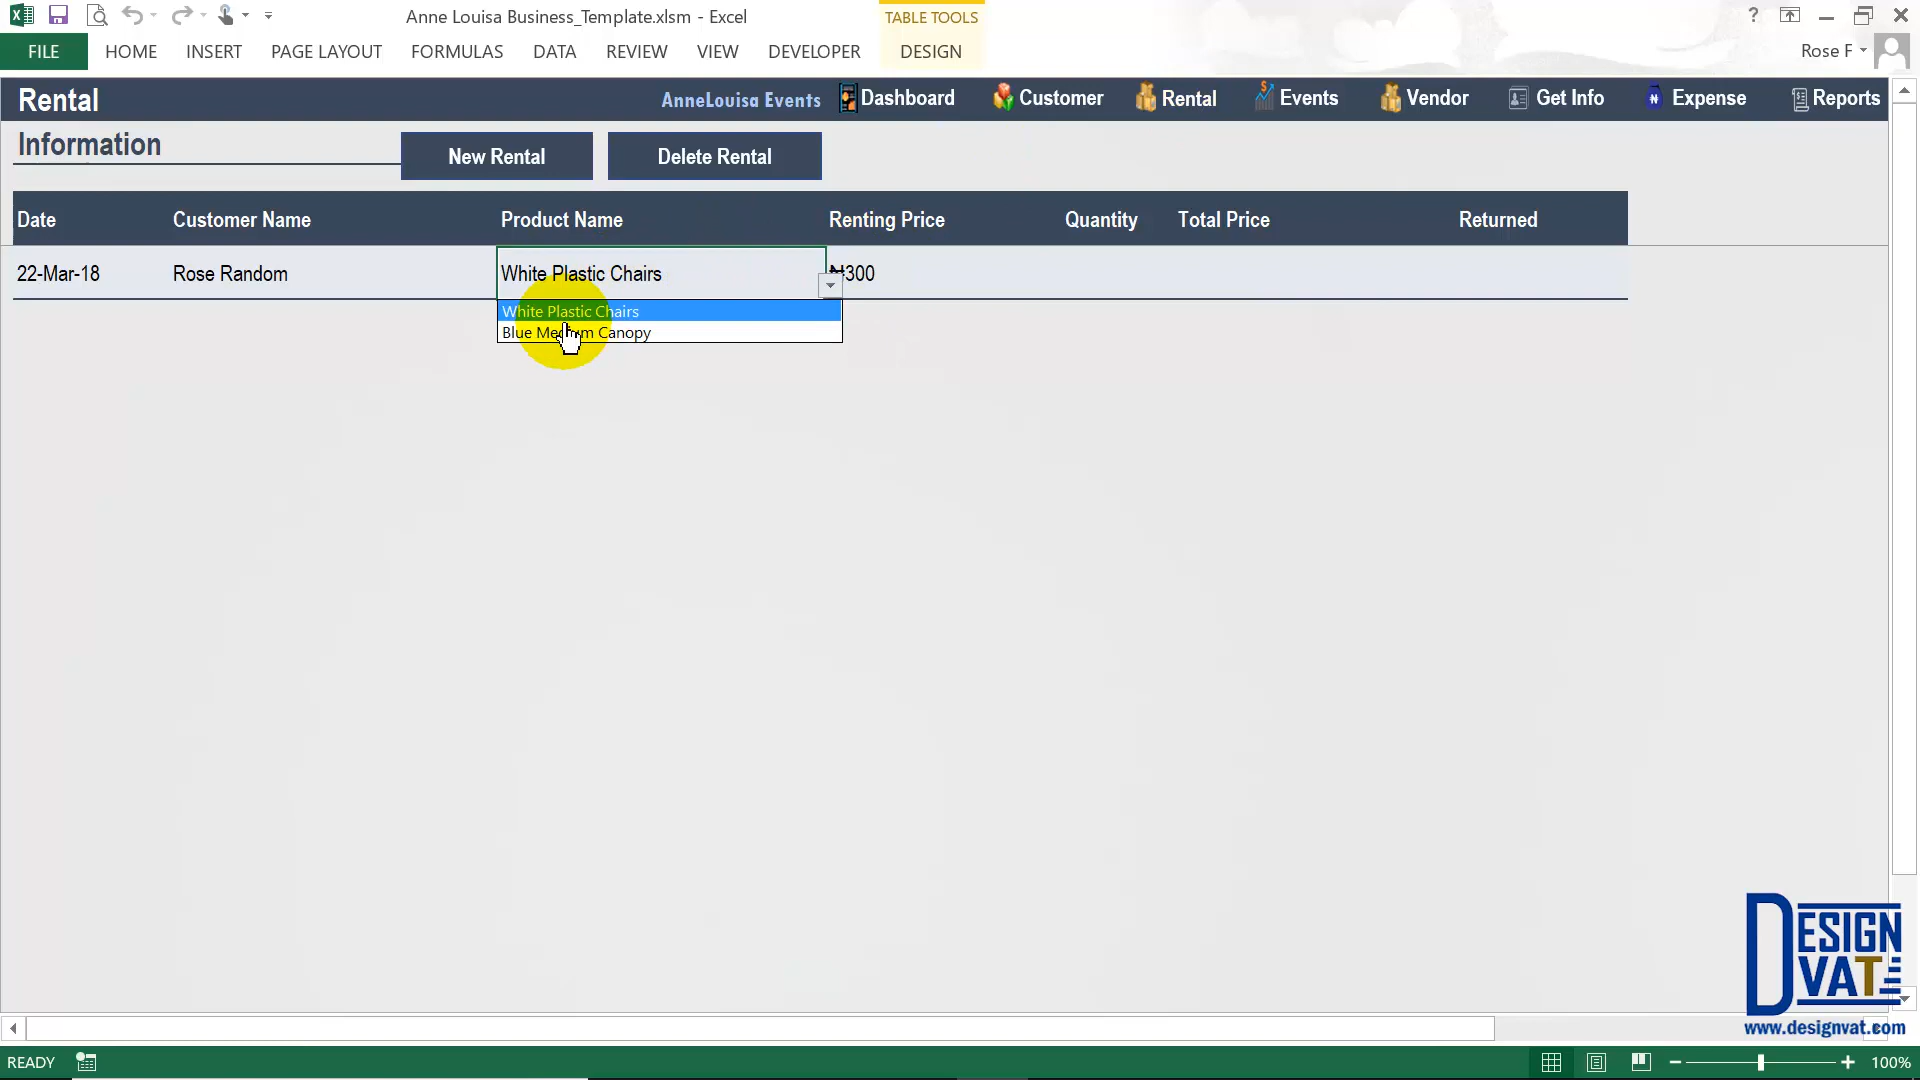 Anne Louisa Business_Template.xlsm - Excel
TABLE TOOLS
?
FILE HOME INSERT PAGE LAYOUT FORMULAS DATA REVIEW VIEW DEVELOPER DESIGN
Rose F
Rental
AnneLouisa Events Dashboard Customer Rental Events Vendor Get Info Expense Reports
Information
New Rental Delete Rental
Date Customer Name Product Name Renting Price Quantity Total Price Returned
22-Mar-18 Rose Random White Plastic Chairs ₦300
White Plastic Chairs
Blue Medium Canopy
DESIGN
VAT
www.designvat.com
READY
100%